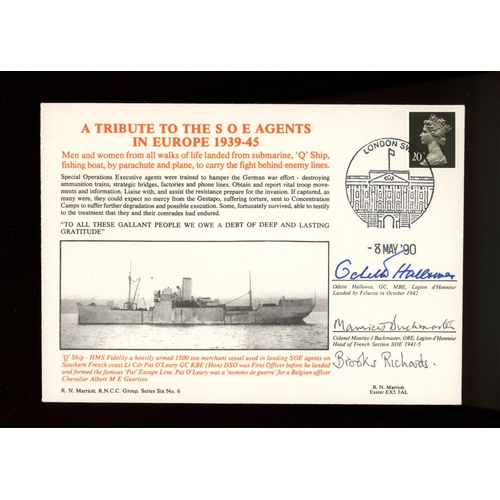 A TRIBUTE TO THE S O E AGENTS
IN EUROPE 1939-45
Men and women from all walks of life landed from submarine, 'Q' Ship,
fishing boat, by parachute and plane, to carry the fight behind enemy lines.
Special Operations Executive agents were trained to hamper the German war effort - destroying
ammunition trains, strategic bridges, factories and phone lines. Obtain and report vital troop move-
ments and information. Liaise with, and assist the resistance preparing for invasion. If captured, as
many were, they could expect no mercy from the Gestapo, suffering torture, sent to Concentration
Camps to suffer further degradation and possible execution. Some, fortunately survived, able to testify
to the treatment that they and their comrades had endured.
"TO ALL THESE GALLANT PEOPLE WE OWE A DEBT OF DEEP AND LASTING
GRATITUDE"
'Q' Ship - HMS Fidelity a heavily armed 1500 ton merchant vessel used in landing SOE agents on
Southern French coast Lt Cdr Pat O'Leary GC KBE (Hon) DSO was First Officer before he landed
and formed the famous 'Pat' Escape Line. Pat O'Leary was a 'nomme de guerre' for a Belgian officer
Chevalier Albert M E Guerisse.
R. N. Marriott. R.N.C.C. Group. Series Six No. 6
20P
LONDON SW
-8 MAY '90
Odette Hallowes
Odette Hallowes, GC, MBE, Legion d'Honneur
Landed by Felucca in October 1942
Maurice Buckmaster
Colonel Maurice J Buckmaster, OBE, Legion d'Honneur
Head of French Section SOE 1941-5
Brooks Richards.
R. N. Marriott
Exeter EX5 3AL